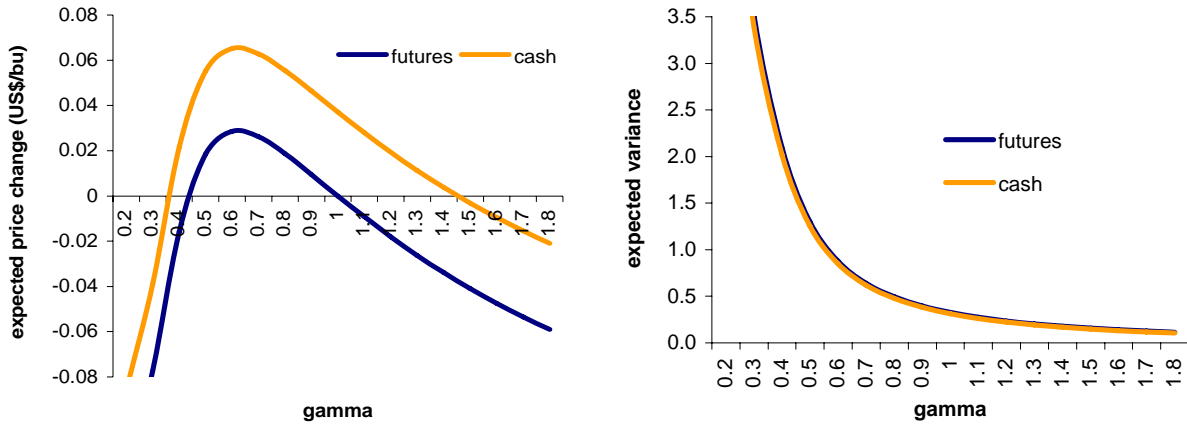 0.08
0.06
0.04
0.02
0
-0.02
-0.04
-0.06
-0.08
expected price change (US$/bu)
futures cash
0.2 0.3 0.4 0.5 0.6 0.7 0.8 0.9 1 1.1 1.2 1.3 1.4 1.5 1.6 1.7 1.8
gamma
3.5
3.0
2.5
2.0
1.5
1.0
0.5
0.0
expected variance
futures
cash
0.2 0.3 0.4 0.5 0.6 0.7 0.8 0.9 1 1.1 1.2 1.3 1.4 1.5 1.6 1.7 1.8
gamma